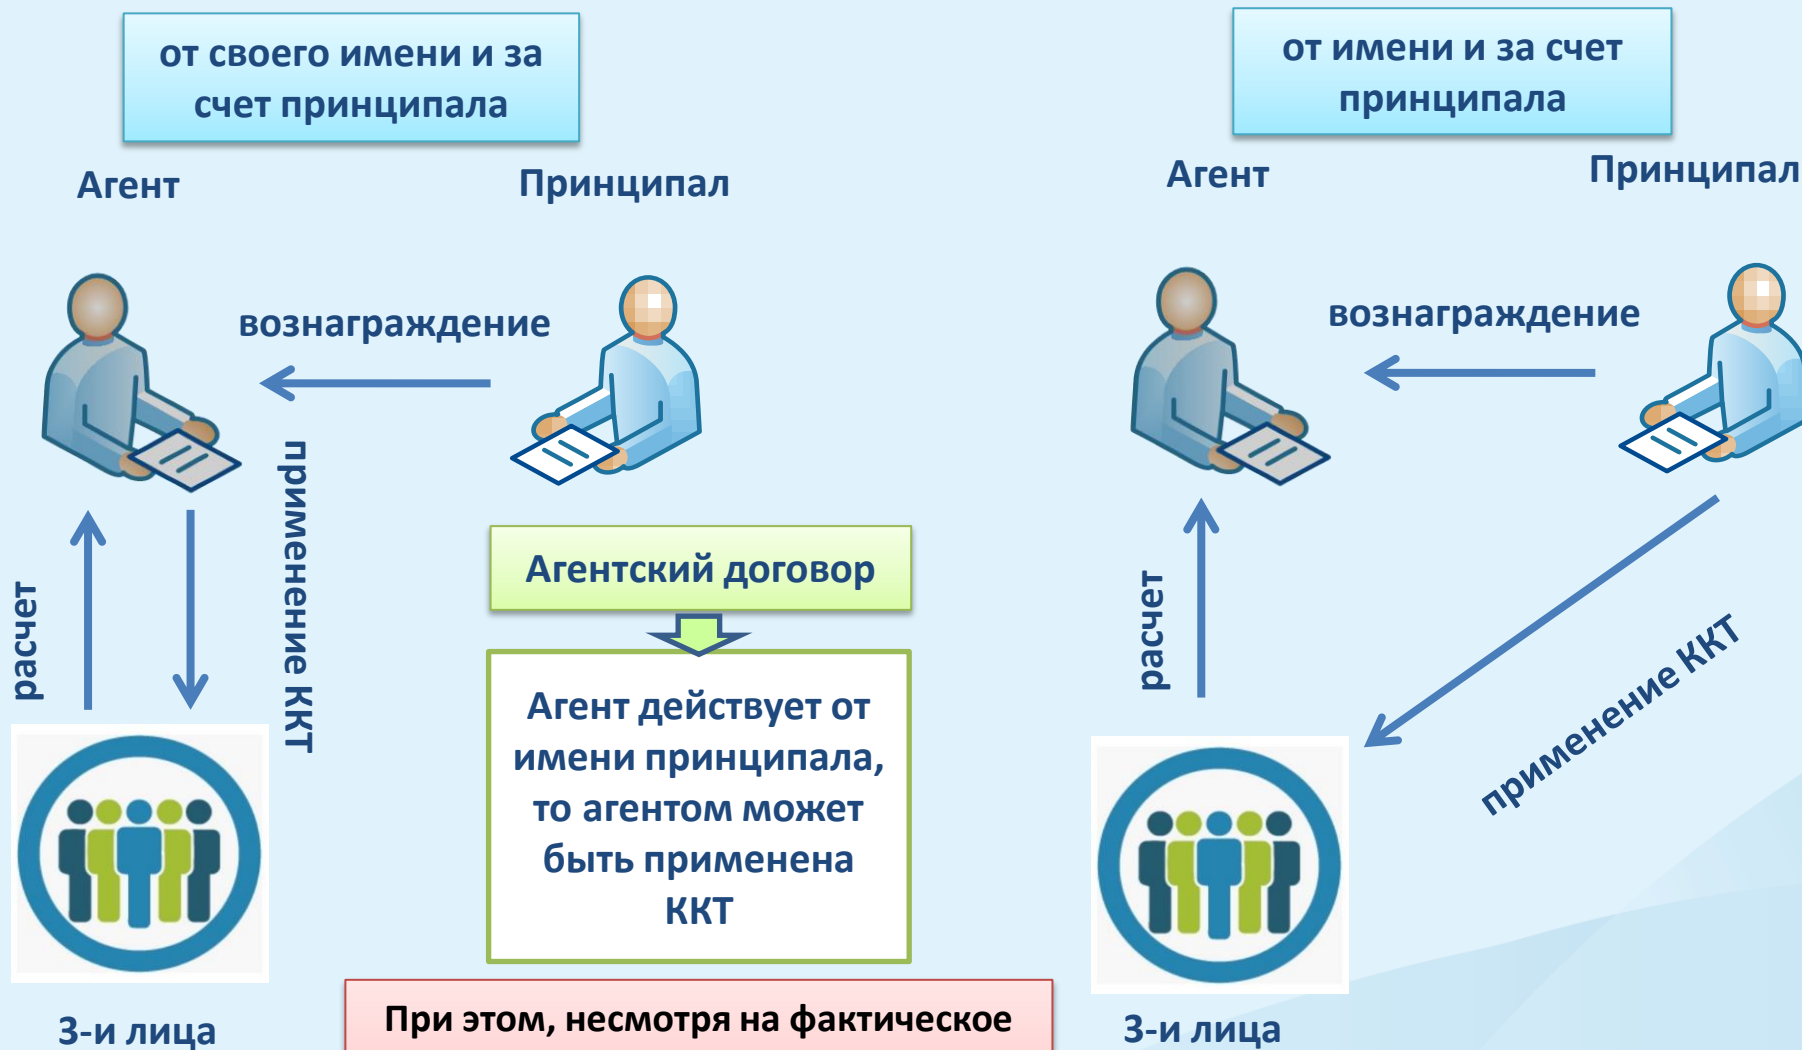 от своего имени и за
счет принципала
Агент
Принципал
вознаграждение
применение ККТ
расчет
3-и лица
Агентский договор
Агент действует от
имени принципала,
то агентом может
быть применена
ККТ
При этом, несмотря на фактическое
от имени и за счет
принципала
Агент
Принципал
вознаграждение
расчет
применение ККТ
3-и лица